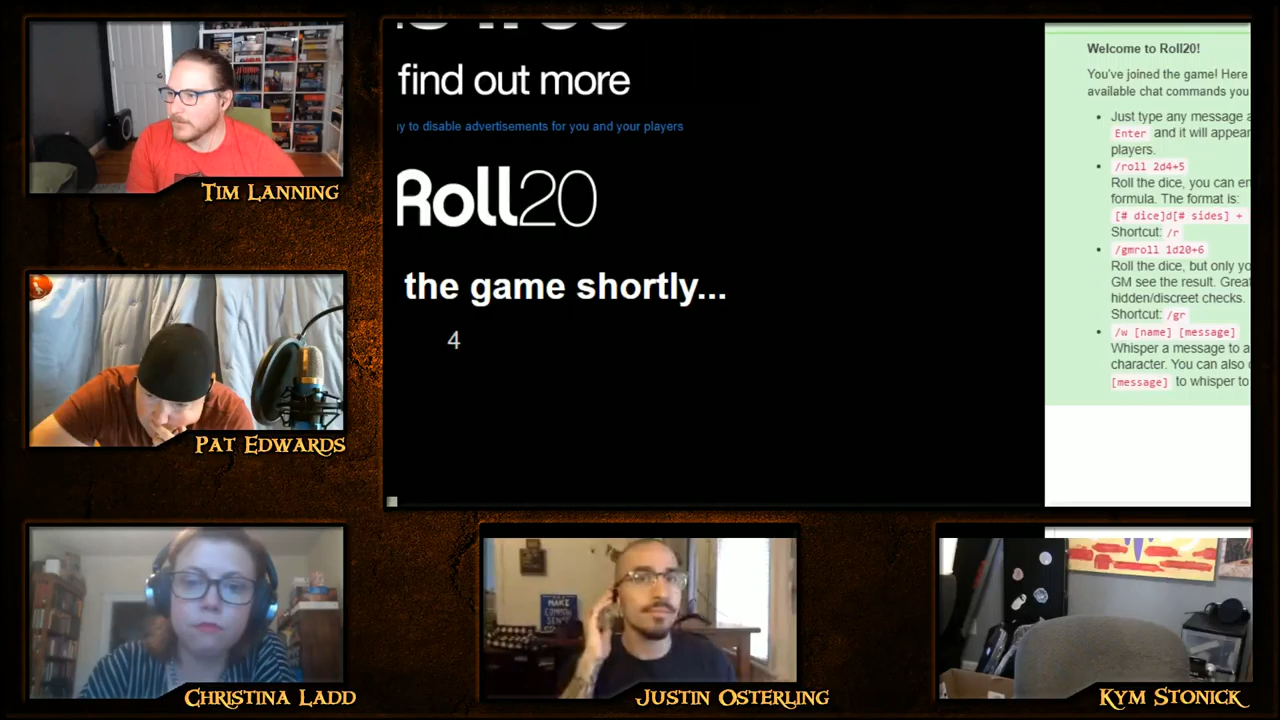 find out more
ay to disable advertisements for you and your players
Roll20
the game shortly...
4
Welcome to Roll20!
You've joined the game! Here
available chat commands you
Just type any message a
Enter and it will appear
players.
/roll 2d4+5
Roll the dice, you can en
formula. The format is:
[# dice]d[# sides] +
Shortcut: /r
/gmroll 1d20+6
Roll the dice, but only yo
GM see the result. Great
hidden/discreet checks.
Shortcut: /gr
/w [name] [message]
Whisper a message to a
character. You can also
[message] to whisper to
Tim Lanning
Pat Edwards
Christina Ladd
MAKE
COMMON
SENSE
Justin Osterling
Kym Stonick